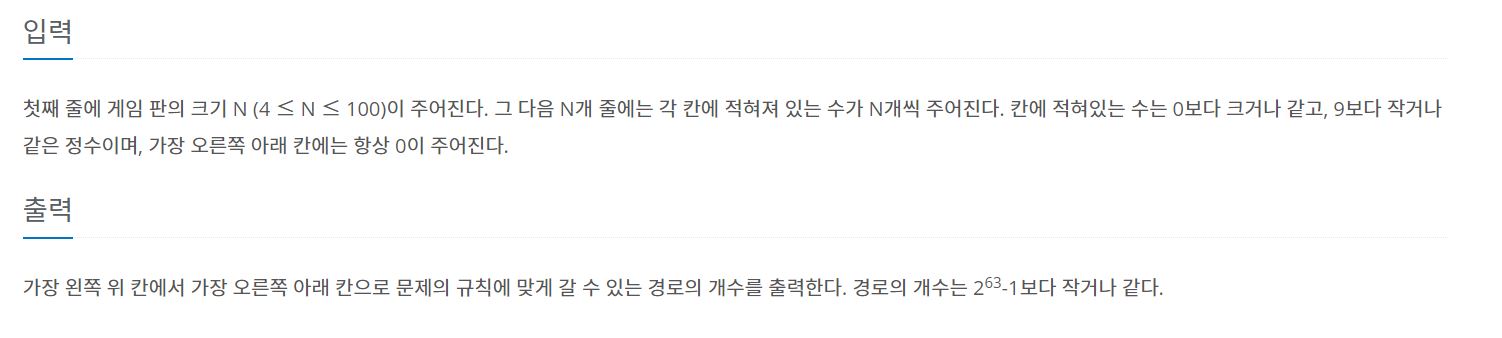 입력
첫째 줄에 게임 판의 크기 N (4 ≤ N ≤ 100)이 주어진다. 그 다음 N개 줄에는 각 칸에 적혀져 있는 수가 N개씩 주어진다. 칸에 적혀있는 수는 0보다 크거나 같고, 9보다 작거나
같은 정수이며, 가장 오른쪽 아래 칸에는 항상 0이 주어진다.
출력
가장 왼쪽 위 칸에서 가장 오른쪽 아래 칸으로 문제의 규칙에 맞게 갈 수 있는 경로의 개수를 출력한다. 경로의 개수는 2⁶³-1보다 작거나 같다.